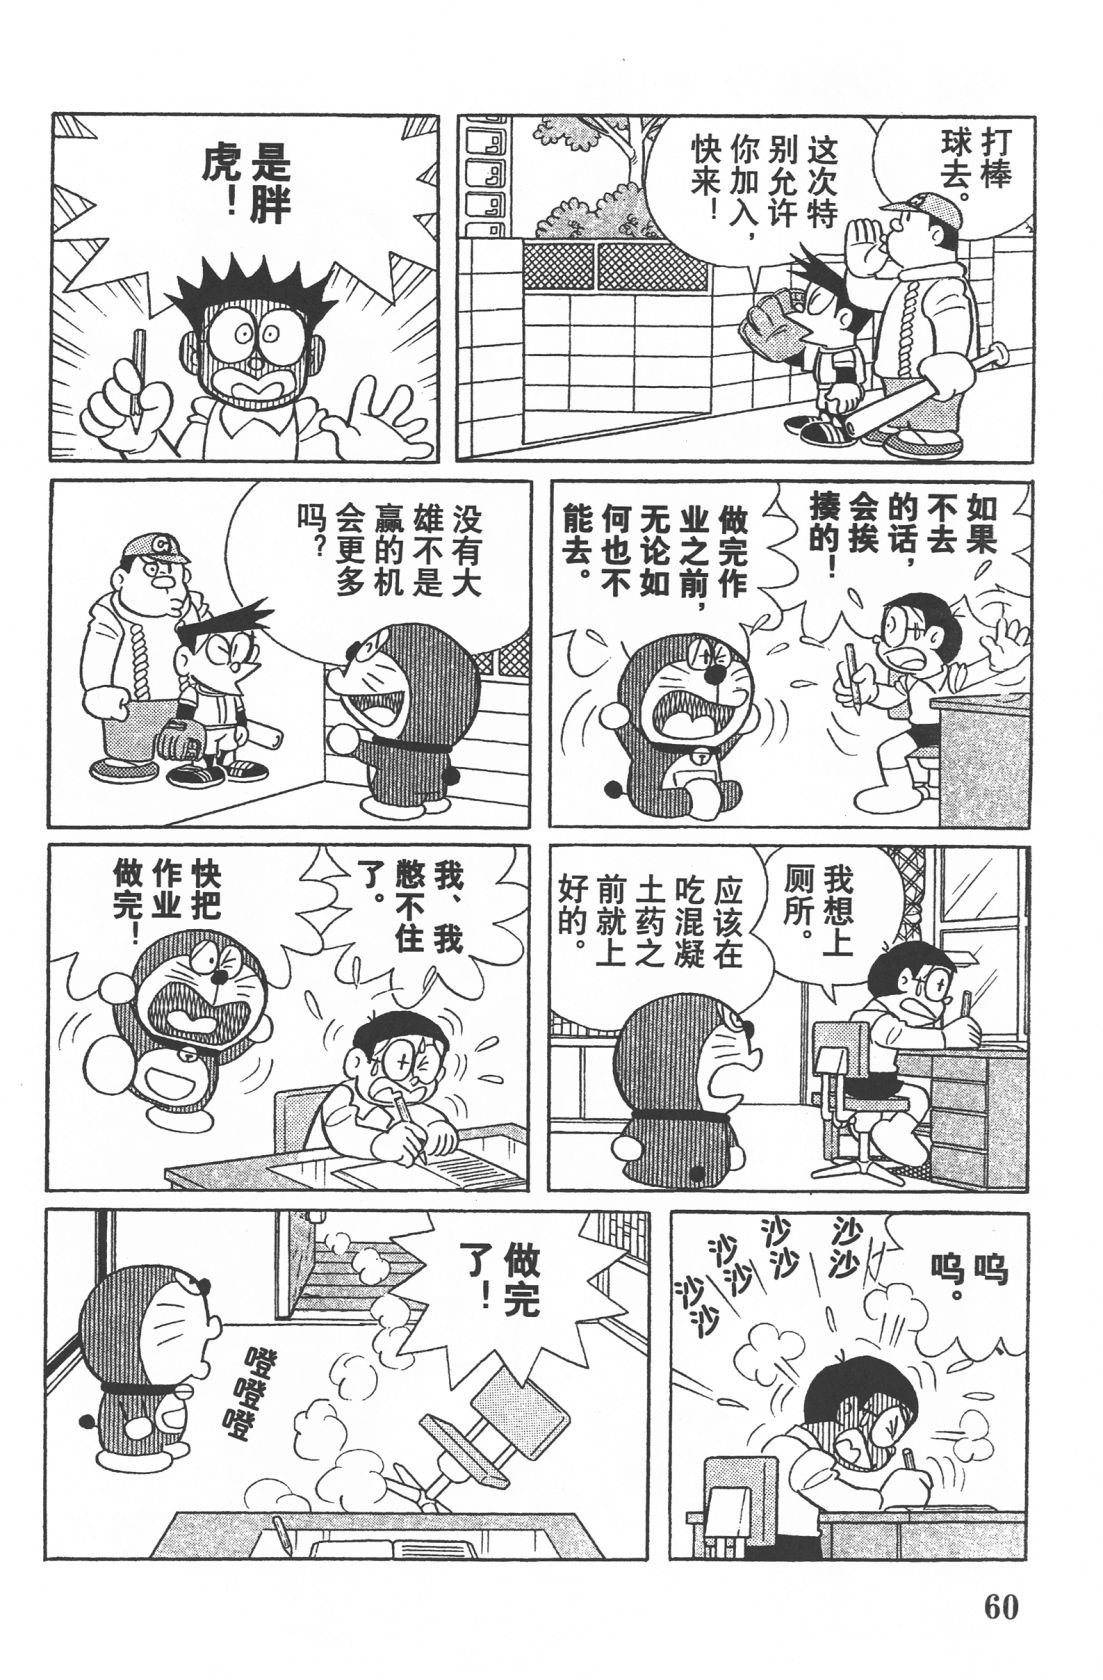 打棒
球去。
这次特
别允许
你加入，
快来！
是胖
虎！
如果
不去
的话，
会挨
揍的！
做完作
业之前，
无论如
何也不
能去。
没有大
雄不是
赢的机
会更多
吗？
我想上
厕所。
应该在
吃混凝
土药之
前就上
好的。
我、我
憋不住
了。
快把
作业
做完！
呜呜
呜。
沙沙
沙沙
沙沙
沙沙
做完
了！
噔噔噔
60